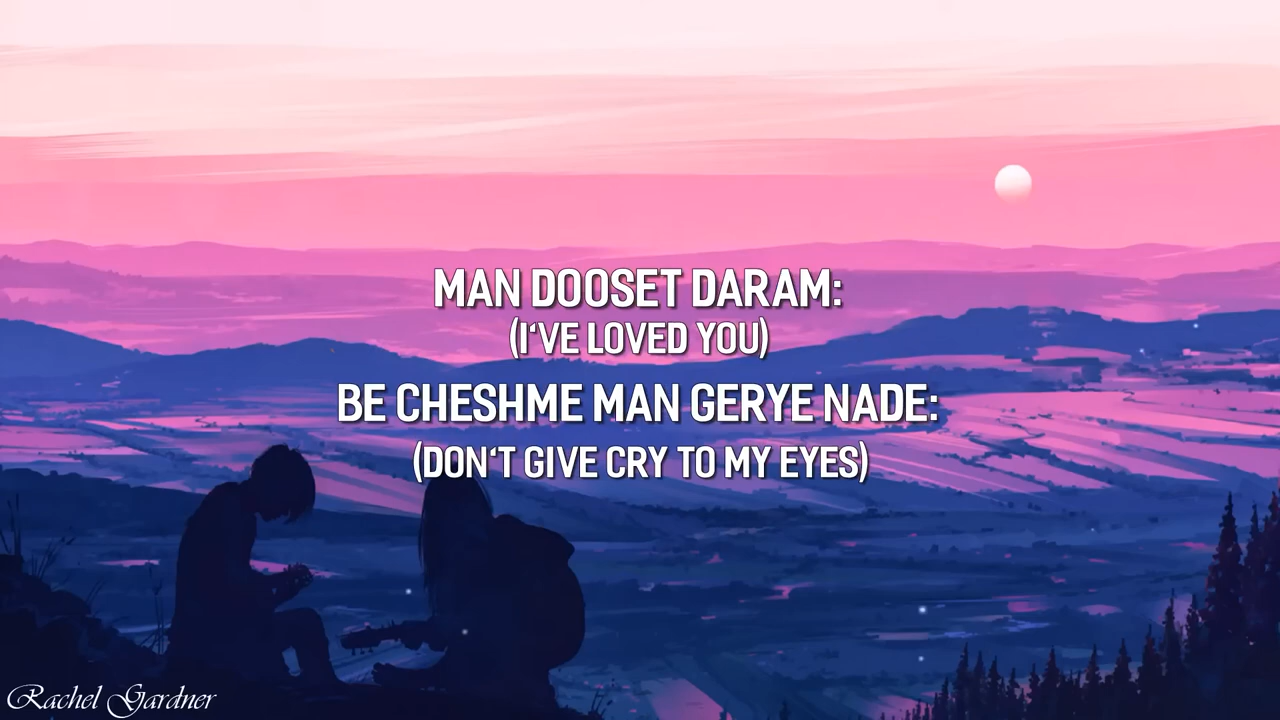 MAN DOOSET DARAM:
(I'VE LOVED YOU)
BE CHESHME MAN GERYE NADE:
(DON'T GIVE CRY TO MY EYES)
Rachel Gardner